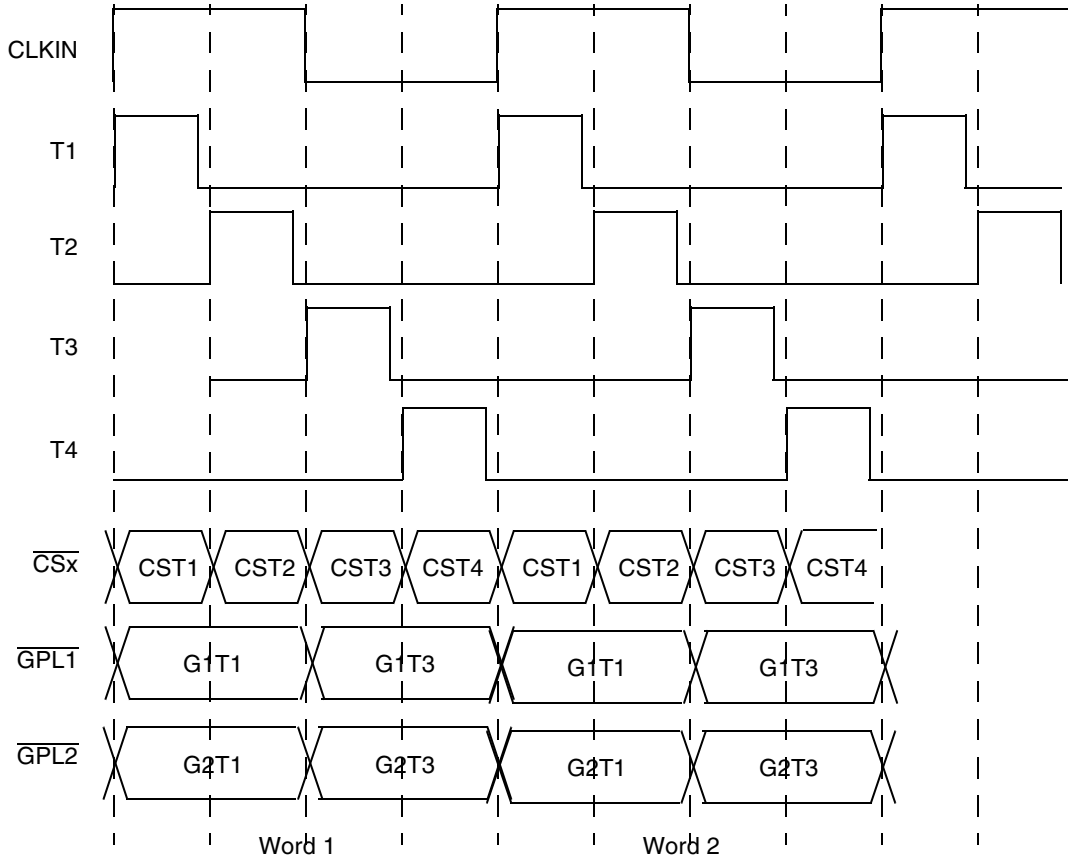 CLKIN
T1
T2
T3
T4
CSx CST1 CST2 CST3 CST4 CST1 CST2 CST3 CST4
GPL1 G1T1 G1T3 G1T1 G1T3
GPL2 G2T1 G2T3 G2T1 G2T3
Word 1 Word 2